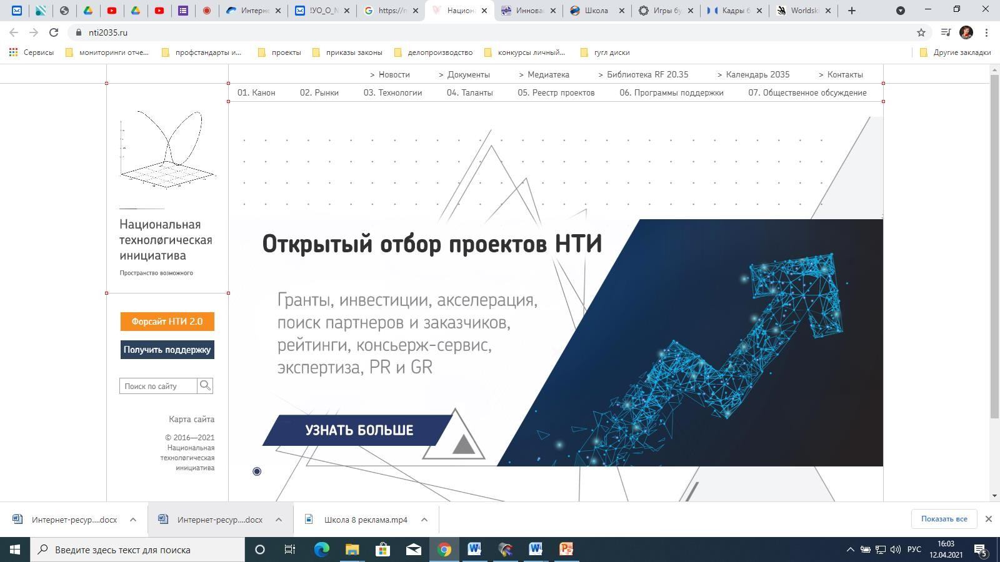 Интерне
!УО_О_N
https://n
Национ
Иннова
Школа
Игры бу
Кадры б
Worldski
nti2035.ru
Сервисы
мониторинги отче...
профстандарты и...
проекты
приказы законы
делопроизводство
конкурсы личный...
гугл диски
Другие закладки
> Новости
> Документы
> Медиатека
> Библиотека RF 20.35
> Календарь 2035
> Контакты
01. Канон
02. Рынки
03. Технологии
04. Таланты
05. Реестр проектов
06. Программы поддержки
07. Общественное обсуждение
Национальная
технологическая
инициатива
Пространство возможного
Форсайт НТИ 2.0
Получить поддержку
Поиск по сайту
Карта сайта
© 2016—2021
Национальная
технологическая
инициатива
Открытый отбор проектов НТИ
Гранты, инвестиции, акселерация,
поиск партнеров и заказчиков,
рейтинги, консьерж-сервис,
экспертиза, PR и GR
УЗНАТЬ БОЛЬШЕ
Интернет-ресур....docx
Интернет-ресур....docx
Школа 8 реклама.mp4
Показать все
Введите здесь текст для поиска
РУС
16:03
12.04.2021
5